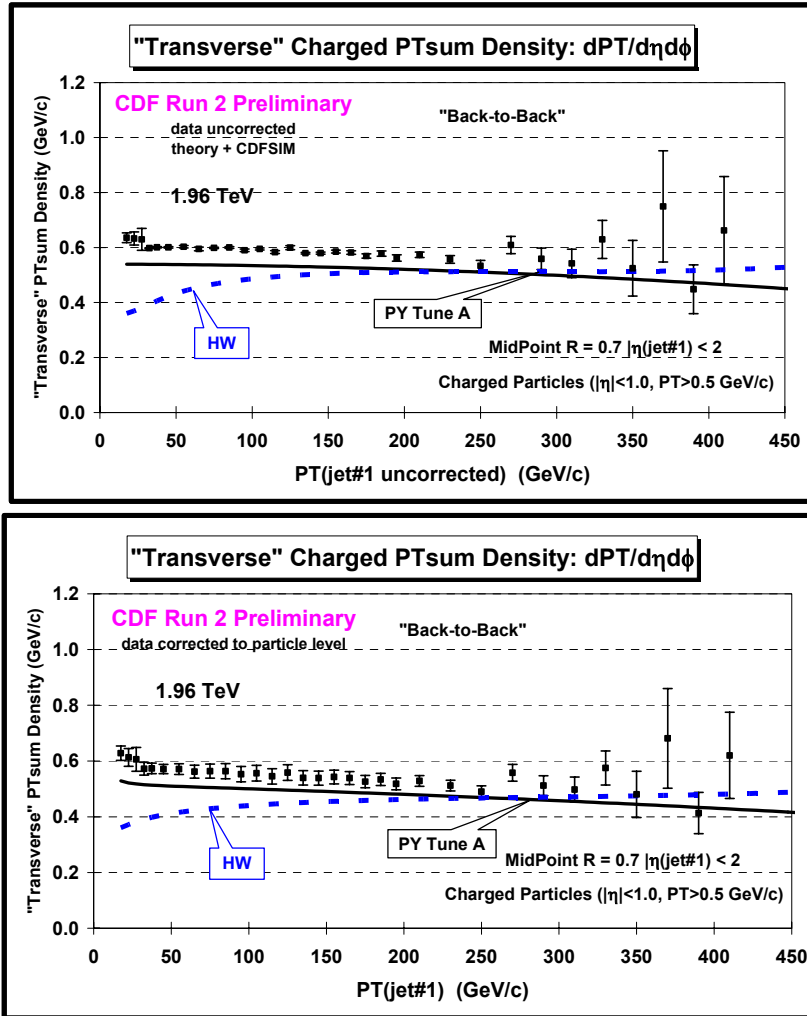 "Transverse" Charged PTsum Density: dPT/dηdϕ
CDF Run 2 Preliminary
data uncorrected
theory + CDFSIM
"Back-to-Back"
1.96 TeV
HW
PY Tune A
MidPoint R = 0.7 |η(jet#1) < 2
Charged Particles (|η|<1.0, PT>0.5 GeV/c)
"Transverse" PTsum Density (GeV/c)
1.2
1.0
0.8
0.6
0.4
0.2
0.0
0 50 100 150 200 250 300 350 400 450
PT(jet#1 uncorrected) (GeV/c)
"Transverse" Charged PTsum Density: dPT/dηdϕ
CDF Run 2 Preliminary
data corrected to particle level
"Back-to-Back"
1.96 TeV
HW
PY Tune A
MidPoint R = 0.7 |η(jet#1) < 2
Charged Particles (|η|<1.0, PT>0.5 GeV/c)
"Transverse" PTsum Density (GeV/c)
1.2
1.0
0.8
0.6
0.4
0.2
0.0
0 50 100 150 200 250 300 350 400 450
PT(jet#1) (GeV/c)